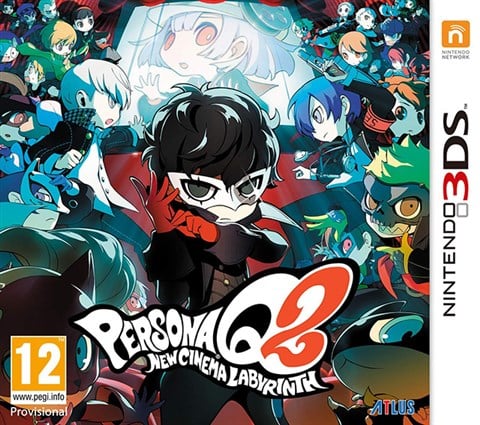 NINTENDO
NETWORK
NINTENDO 3DS
PERSONA Q2
NEW CINEMA LABYRINTH
12
www.pegi.info
Provisional
ATLUS